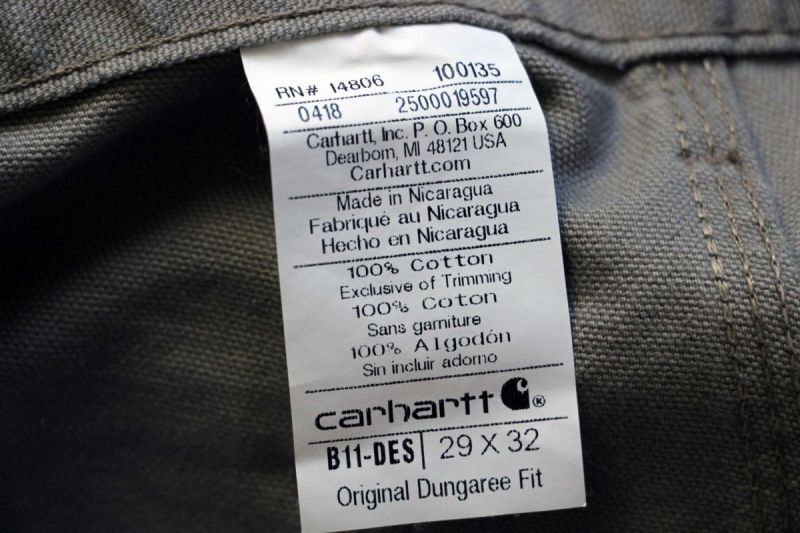 RN# 14806 100135
0418 2500019597
Carhartt, Inc. P. O. Box 600
Dearborn, MI 48121 USA
Carhartt.com
Made in Nicaragua
Fabriqué au Nicaragua
Hecho en Nicaragua
100% Cotton
Exclusive of Trimming
100% Coton
Sans garniture
100% Algodón
Sin incluir adorno
carhartt ®
B11-DES 29 X 32
Original Dungaree Fit